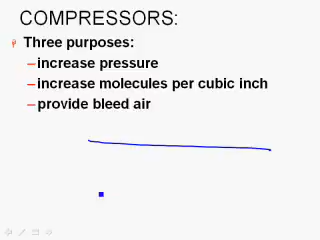 COMPRESSORS:
Three purposes:
–increase pressure
–increase molecules per cubic inch
–provide bleed air